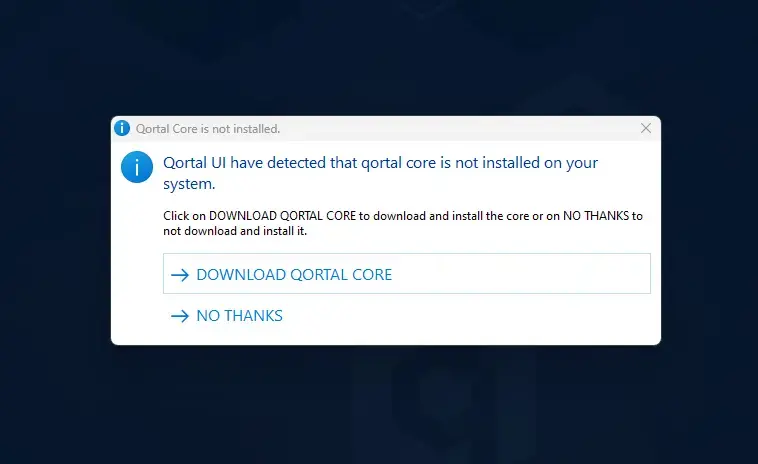 Qortal Core is not installed.
Qortal UI have detected that qortal core is not installed on your
system.
Click on DOWNLOAD QORTAL CORE to download and install the core or on NO THANKS to
not download and install it.
DOWNLOAD QORTAL CORE
NO THANKS